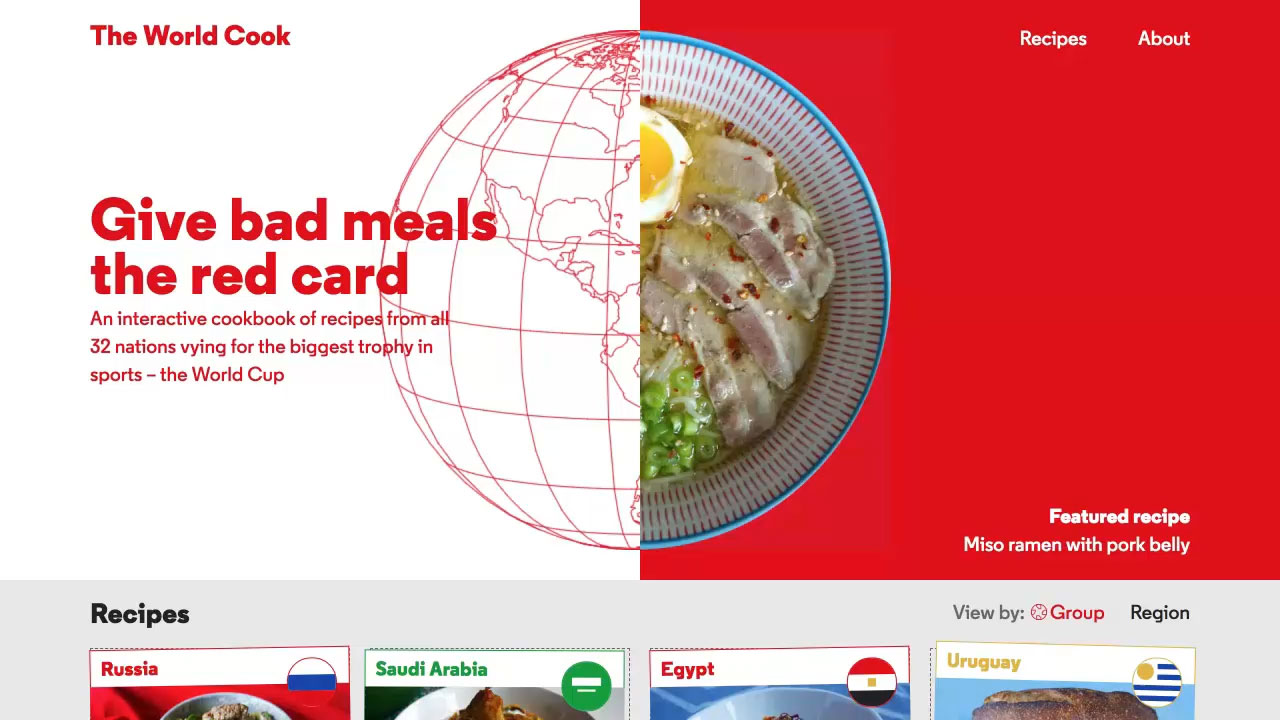 The World Cook
Recipes
About
Give bad meals
the red card
An interactive cookbook of recipes from all
32 nations vying for the biggest trophy in
sports – the World Cup
Featured recipe
Miso ramen with pork belly
Recipes
View by: Group Region
Russia
Saudi Arabia
Egypt
Uruguay